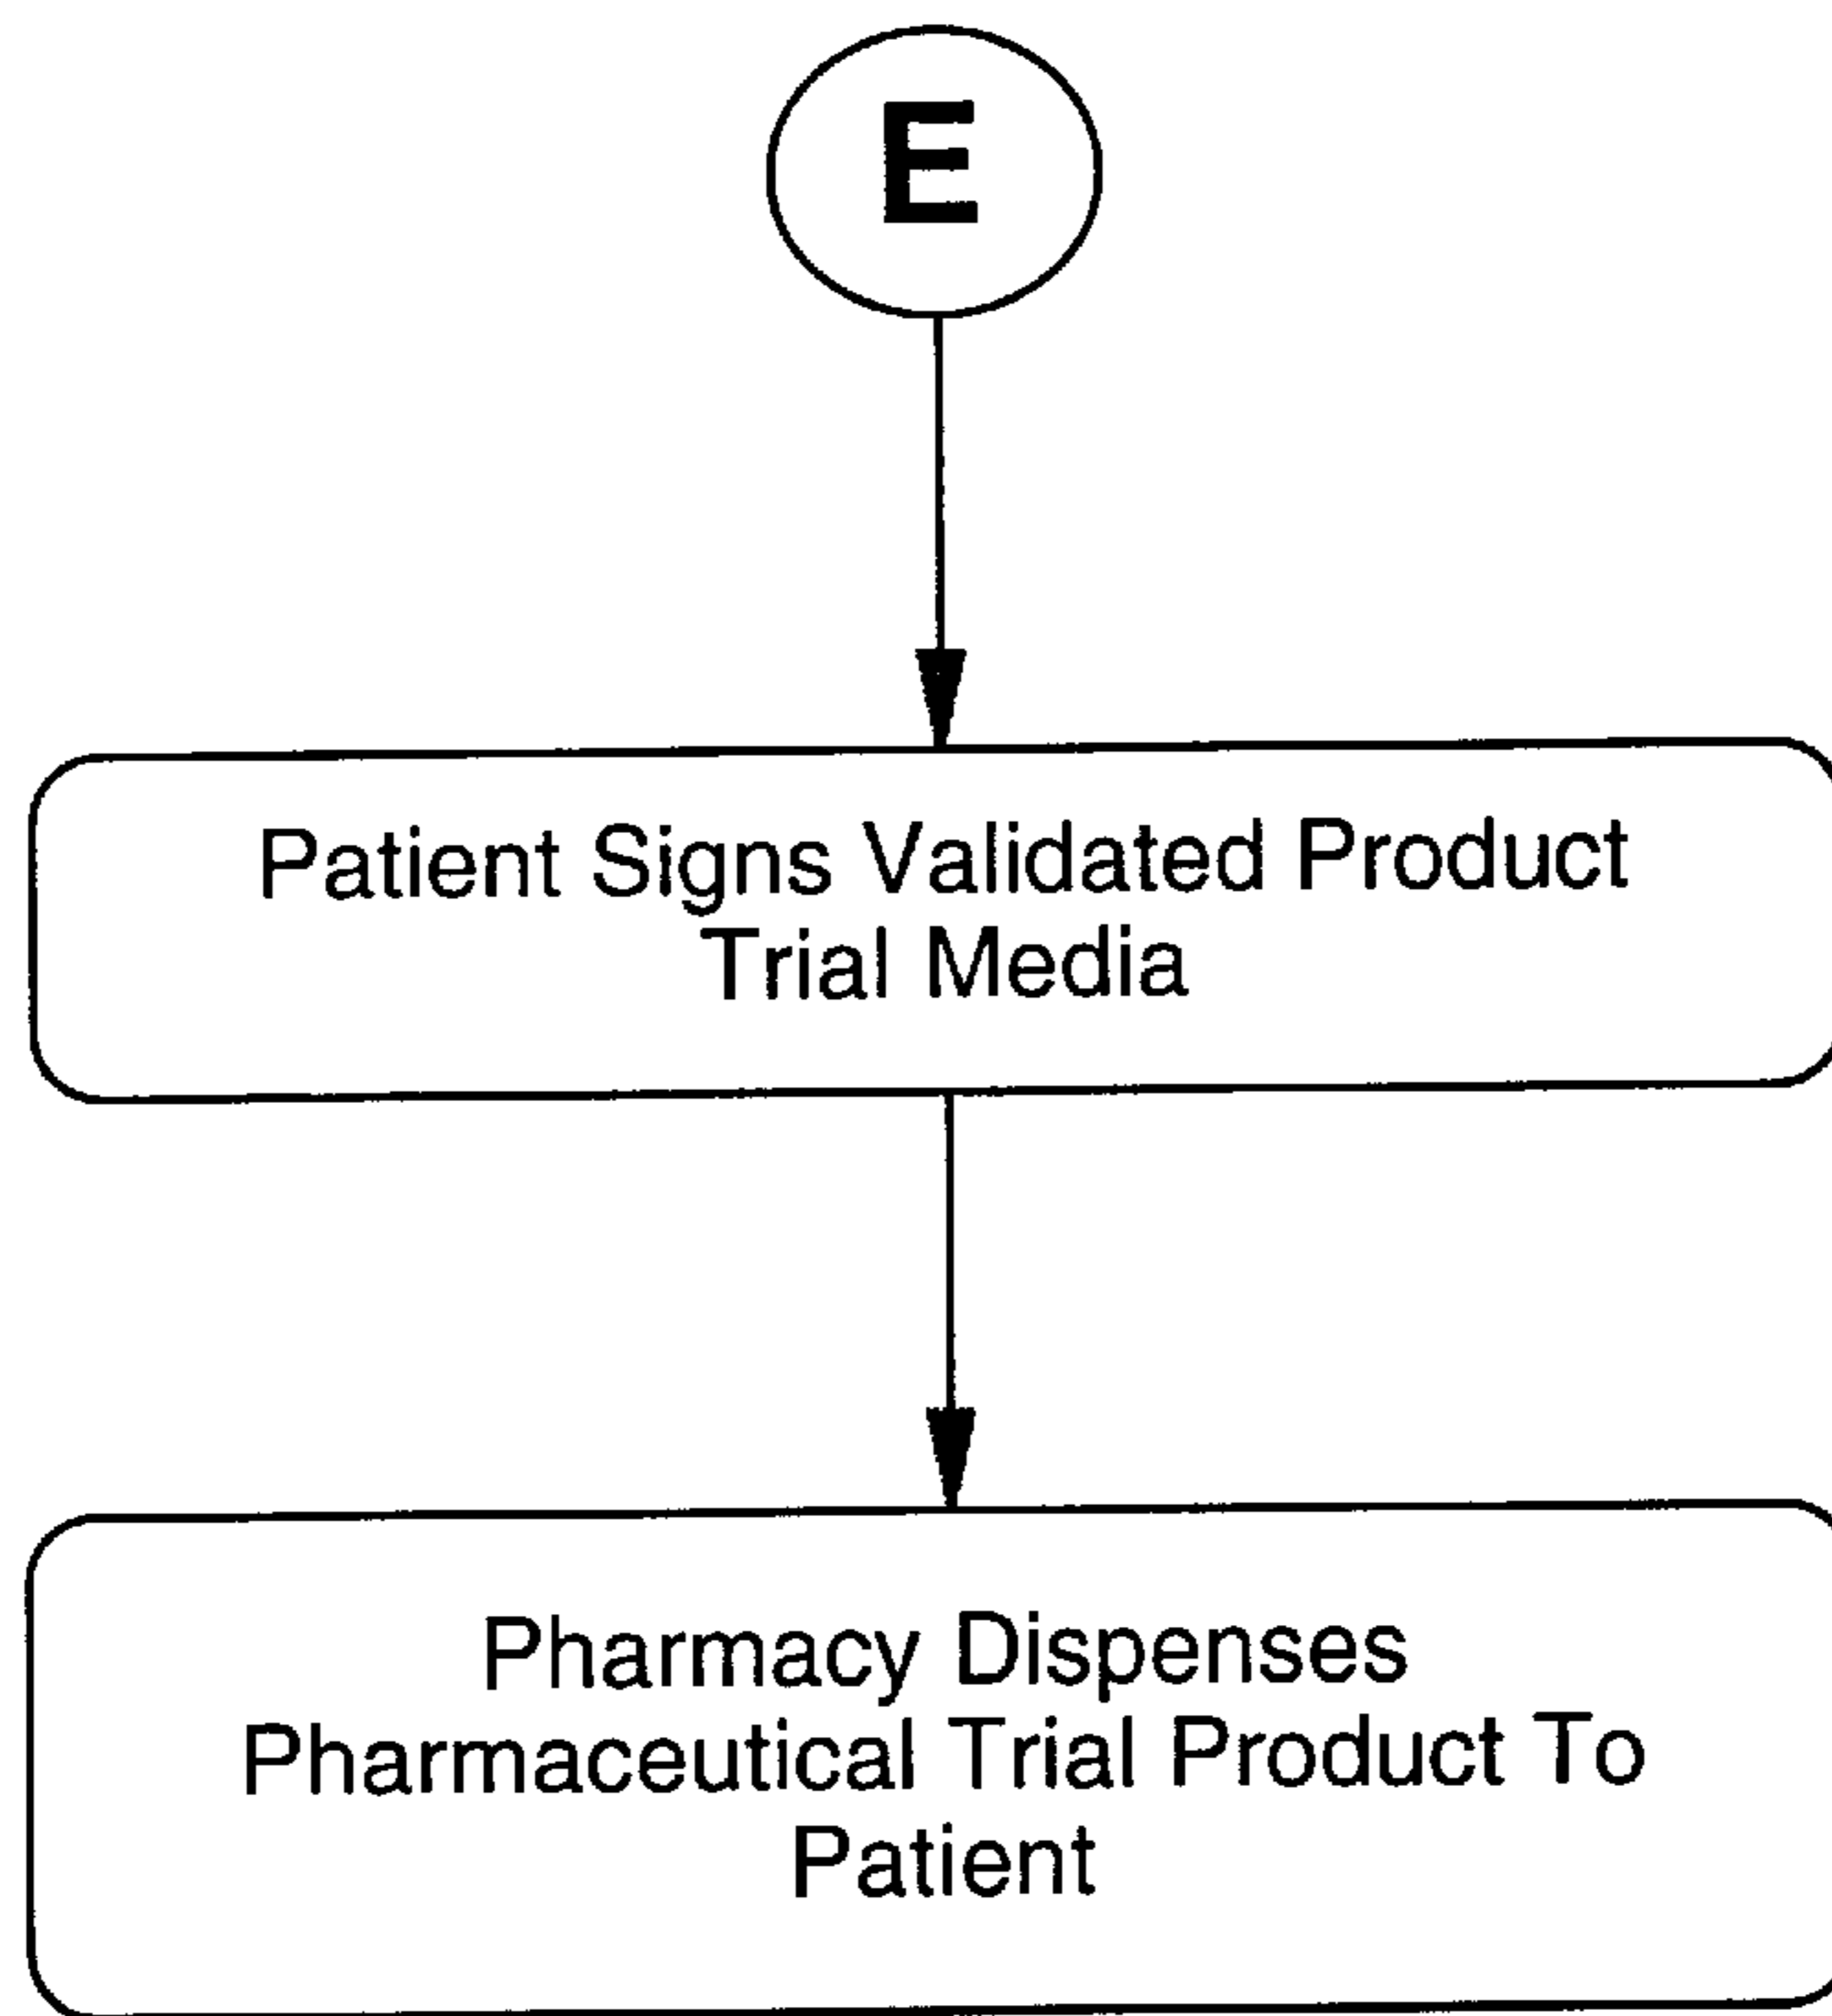 E
Patient Signs Validated Product
Trial Media
Pharmacy Dispenses
Pharmaceutical Trial Product To
Patient